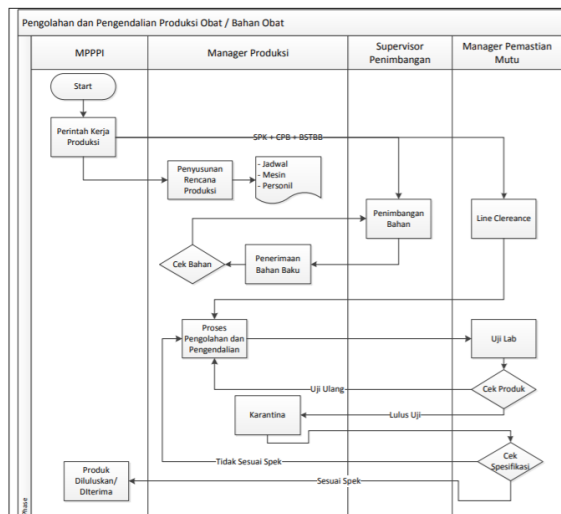 Pengolahan dan Pengendalian Produksi Obat / Bahan Obat
MPPPI
Manager Produksi
Supervisor
Penimbangan
Manager Pemastian
Mutu
Start
Perintah Kerja
Produksi
SPK + CPB + BSTBB
Penyusunan
Rencana
Produksi
- Jadwal
- Mesin
- Personil
Penimbangan
Bahan
Line Clereance
Cek Bahan
Penerimaan
Bahan Baku
Proses
Pengolahan dan
Pengendalian
Uji Lab
Uji Ulang
Cek Produk
Karantina
Lulus Uji
Tidak Sesuai Spek
Cek
Spesifikasi
Produk
Diluluskan/
DIterima
Sesuai Spek
Phase